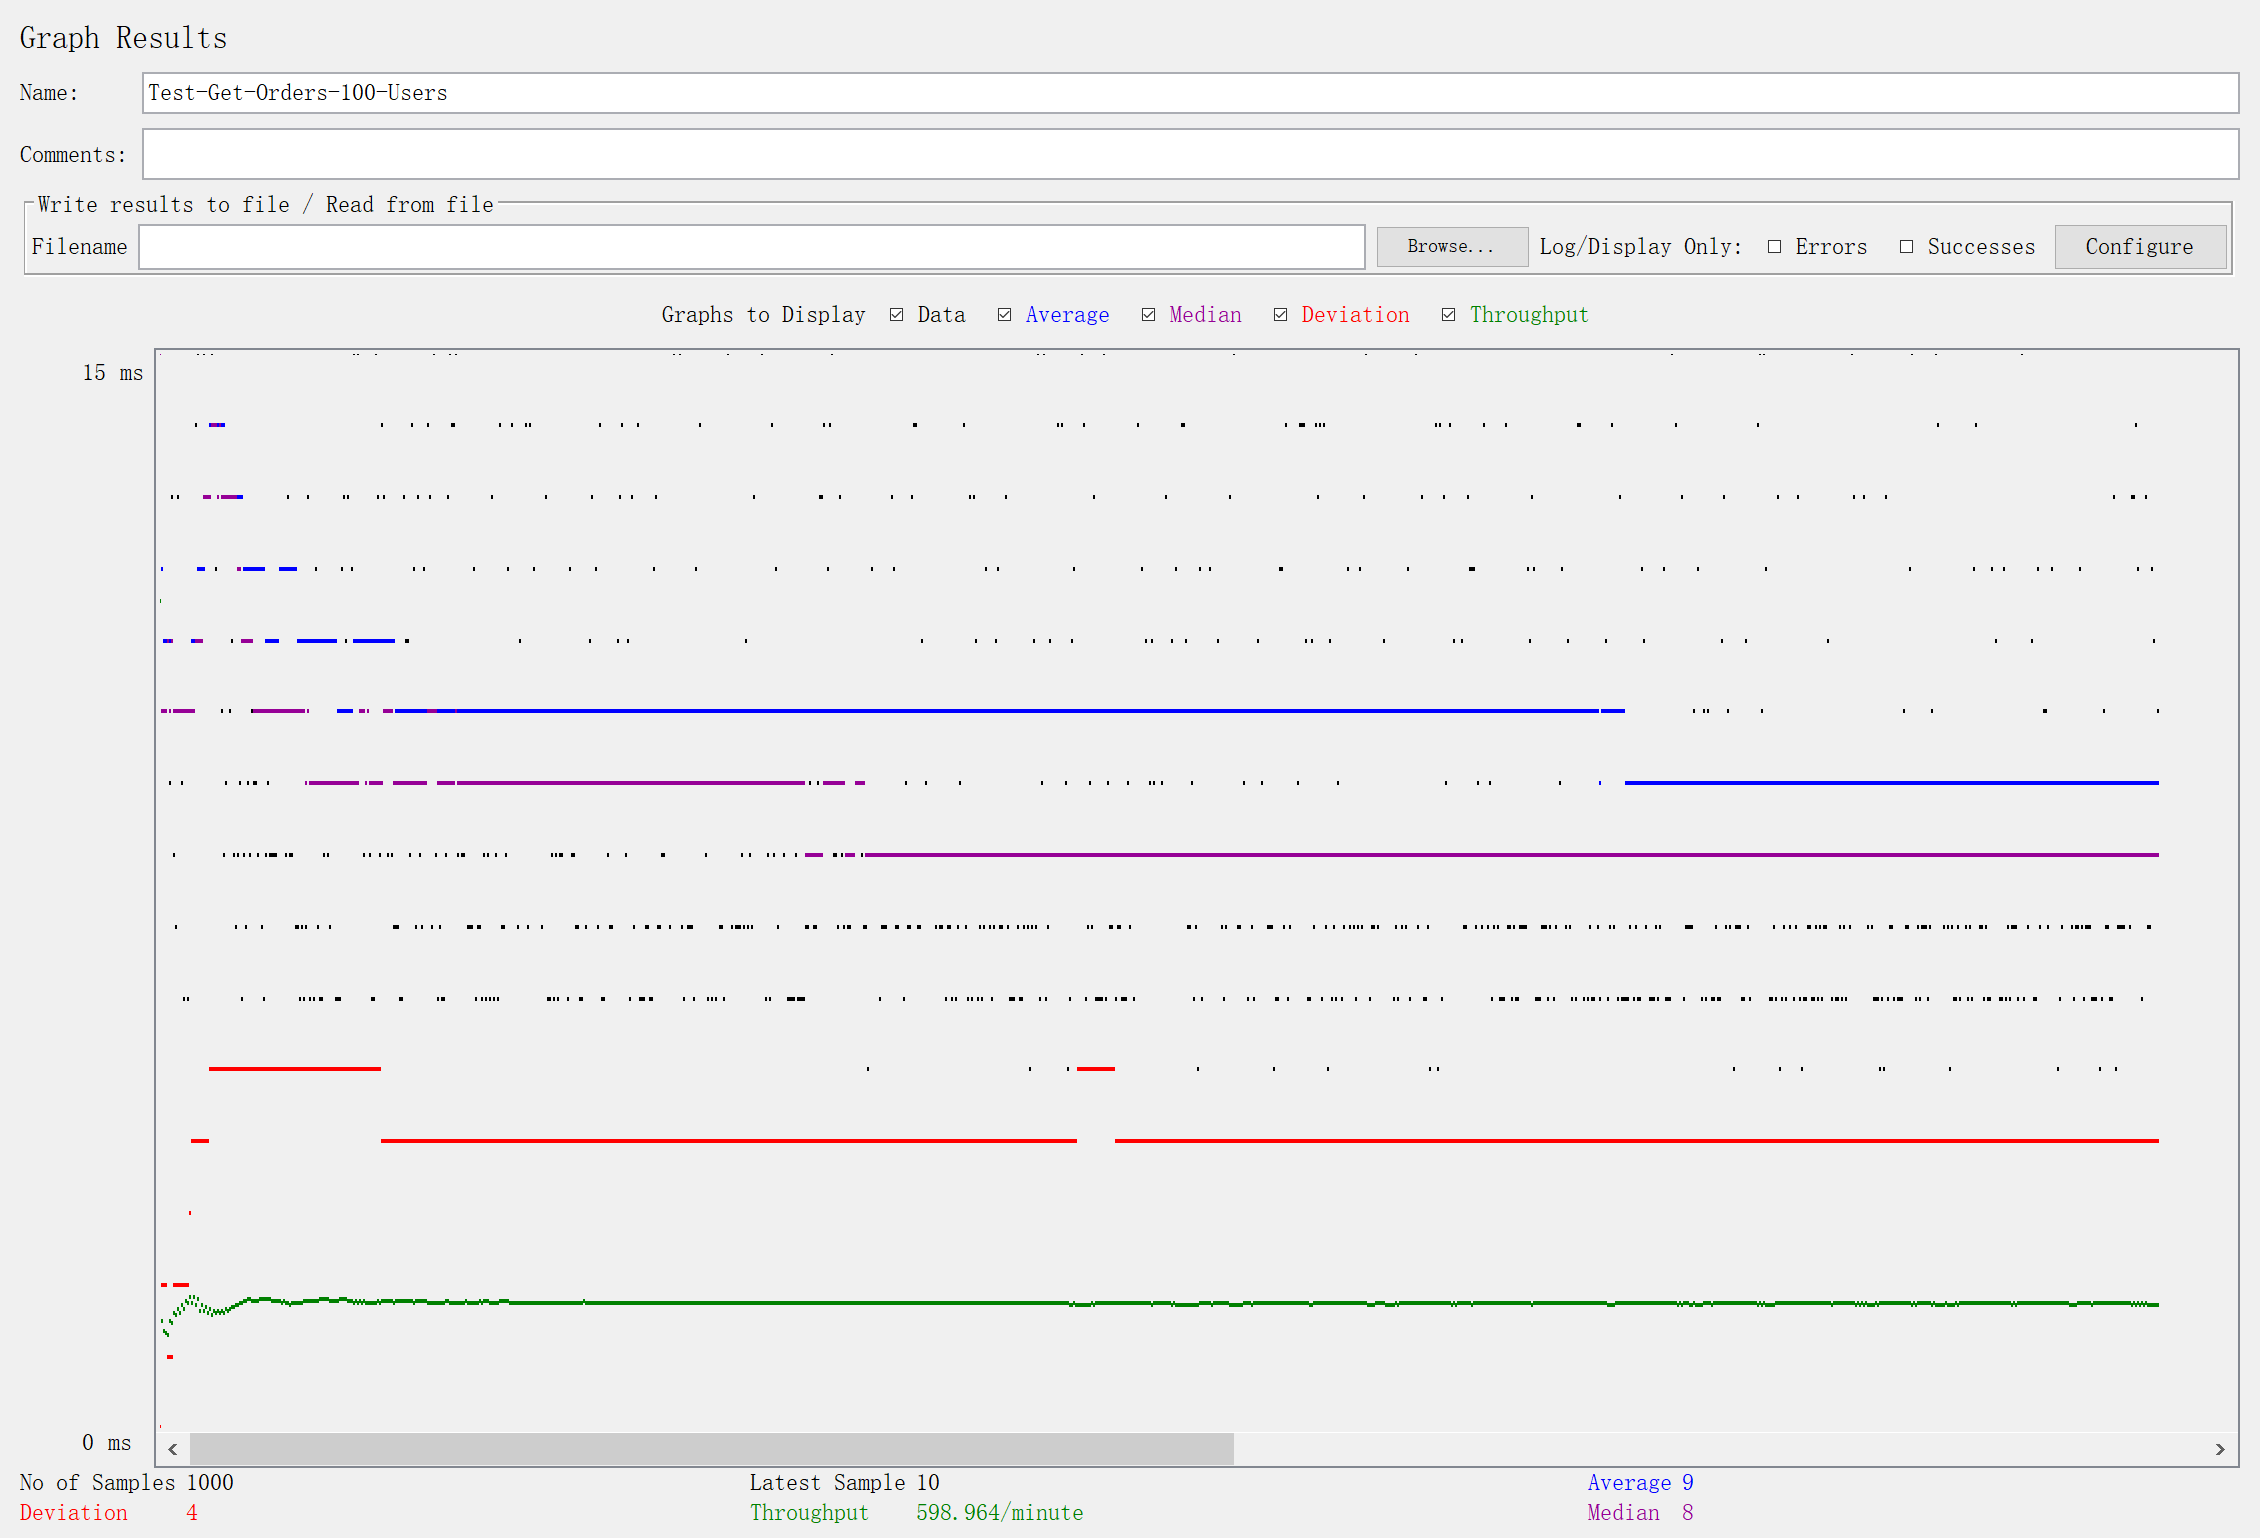 Graph Results
Name: Test-Get-Orders-100-Users
Comments:
Write results to file / Read from file
Filename Browse... Log/Display Only: Errors Successes Configure
Graphs to Display Data Average Median Deviation Throughput
15 ms
0 ms
No of Samples 1000 Latest Sample 10 Average 9
Deviation 4 Throughput 598.964/minute Median 8